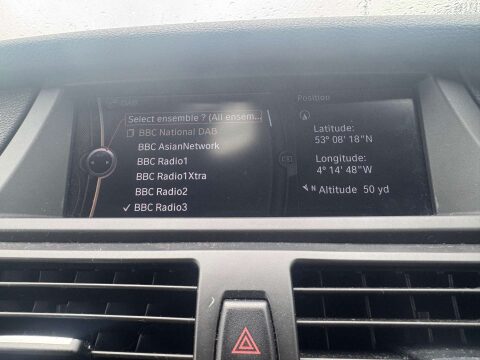 DAB
Select ensemble ? (All ensem...
BBC National DAB
BBC AsianNetwork
BBC Radio1
BBC Radio1Xtra
BBC Radio2
BBC Radio3
Position
Latitude:
53° 08' 18"N
Longitude:
4° 14' 48"W
N Altitude 50 yd